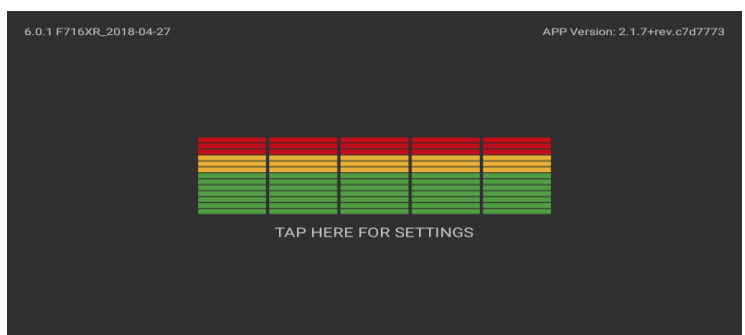 6.0.1 F716XR_2018-04-27
APP Version: 2.1.7+rev.c7d7773
TAP HERE FOR SETTINGS